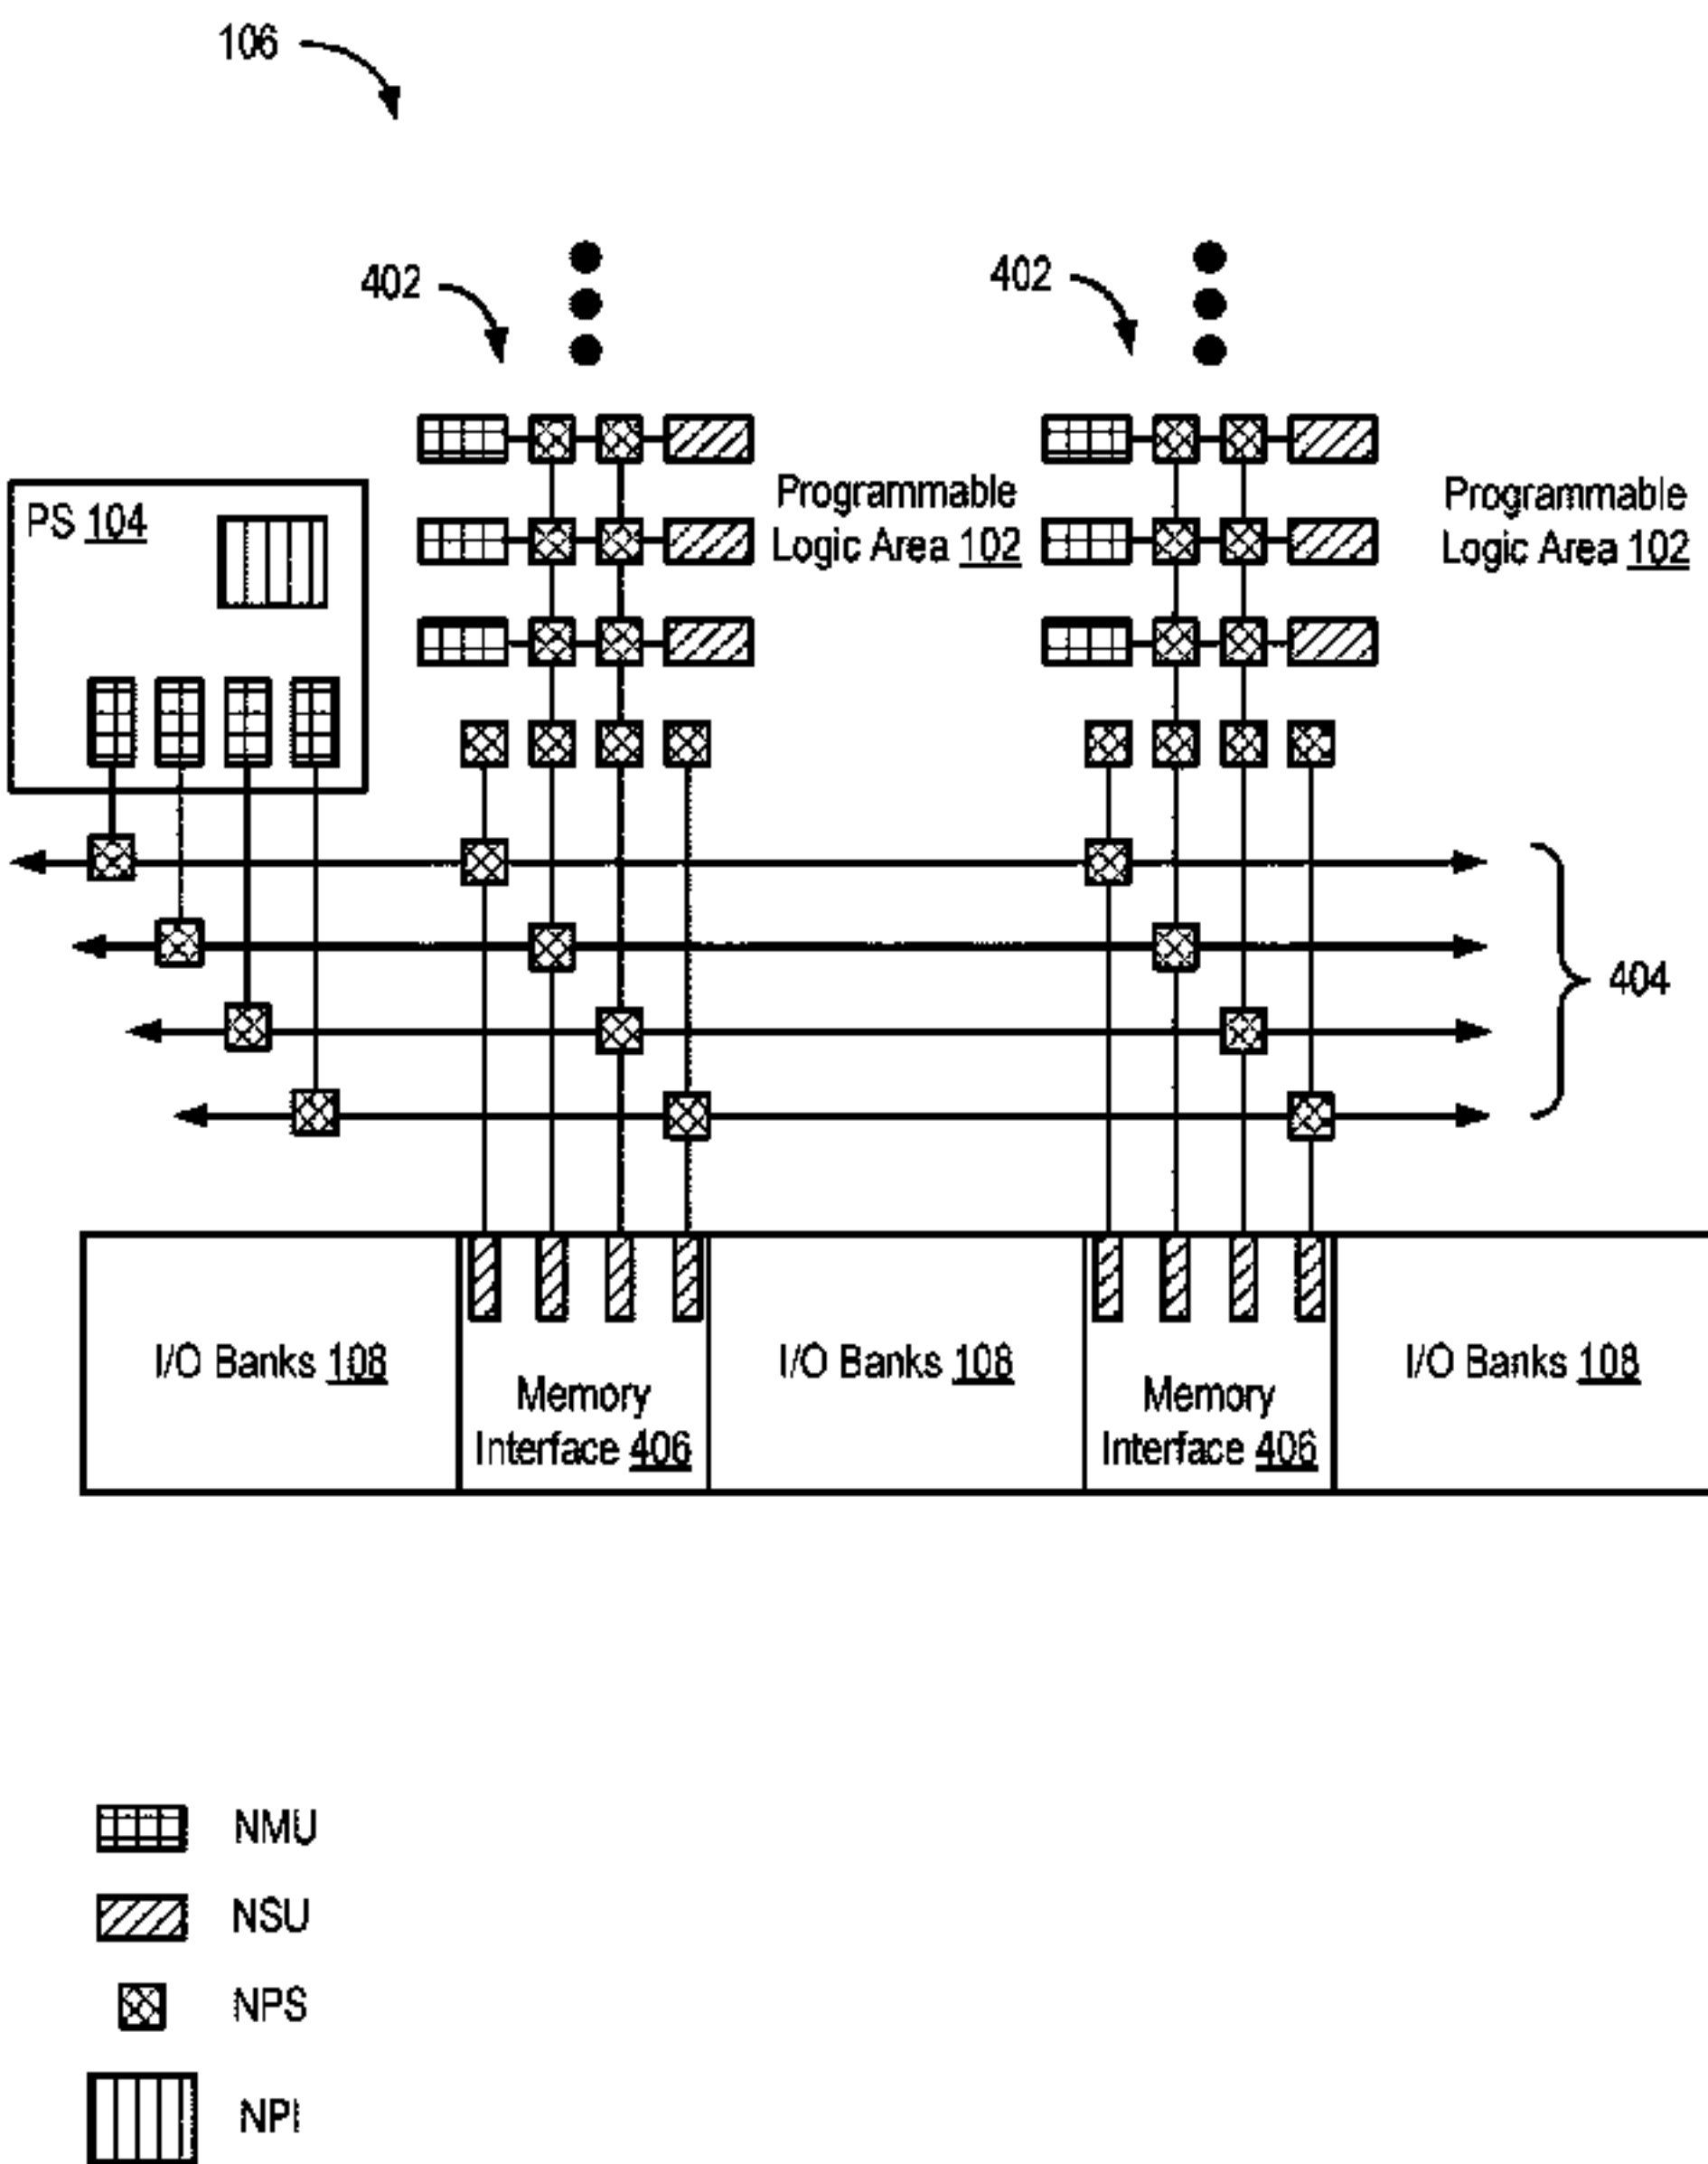 106
402
402
Programmable
Logic Area 102
Programmable
Logic Area 102
PS 104
404
I/O Banks 108
Memory
Interface 406
I/O Banks 108
Memory
Interface 406
I/O Banks 108
NMU
NSU
NPS
NPI